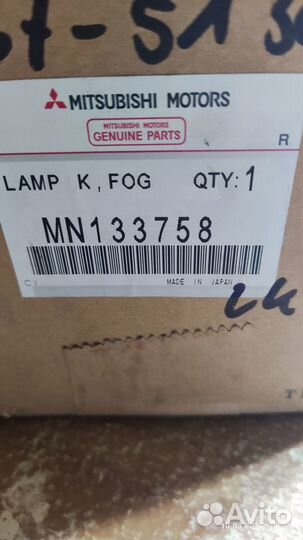 MITSUBISHI MOTORS
MITSUBISHI MOTORS
GENUINE PARTS
R
LAMP K, FOG QTY: 1
MN133758
C I MADE IN JAPAN
Avito